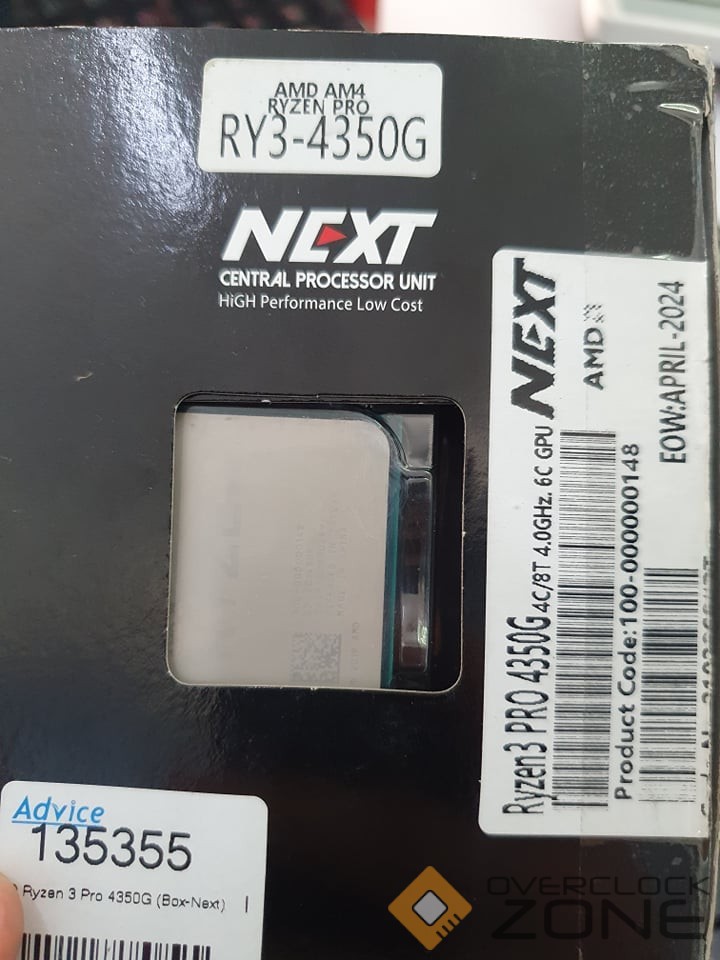 AMD AM4
RYZEN PRO
RY3-4350G
NEXT
CENTRAL PROCESSOR UNIT
HiGH Performance Low Cost
NEXT
AMD
Ryzen3 PRO 4350G 4C/8T 4.0GHz. 6C GPU
Product Code:100-000000148
EOW:APRIL-2024
Advice
135355
Ryzen 3 Pro 4350G (Box-Next)
OVERCLOCK
ZONE